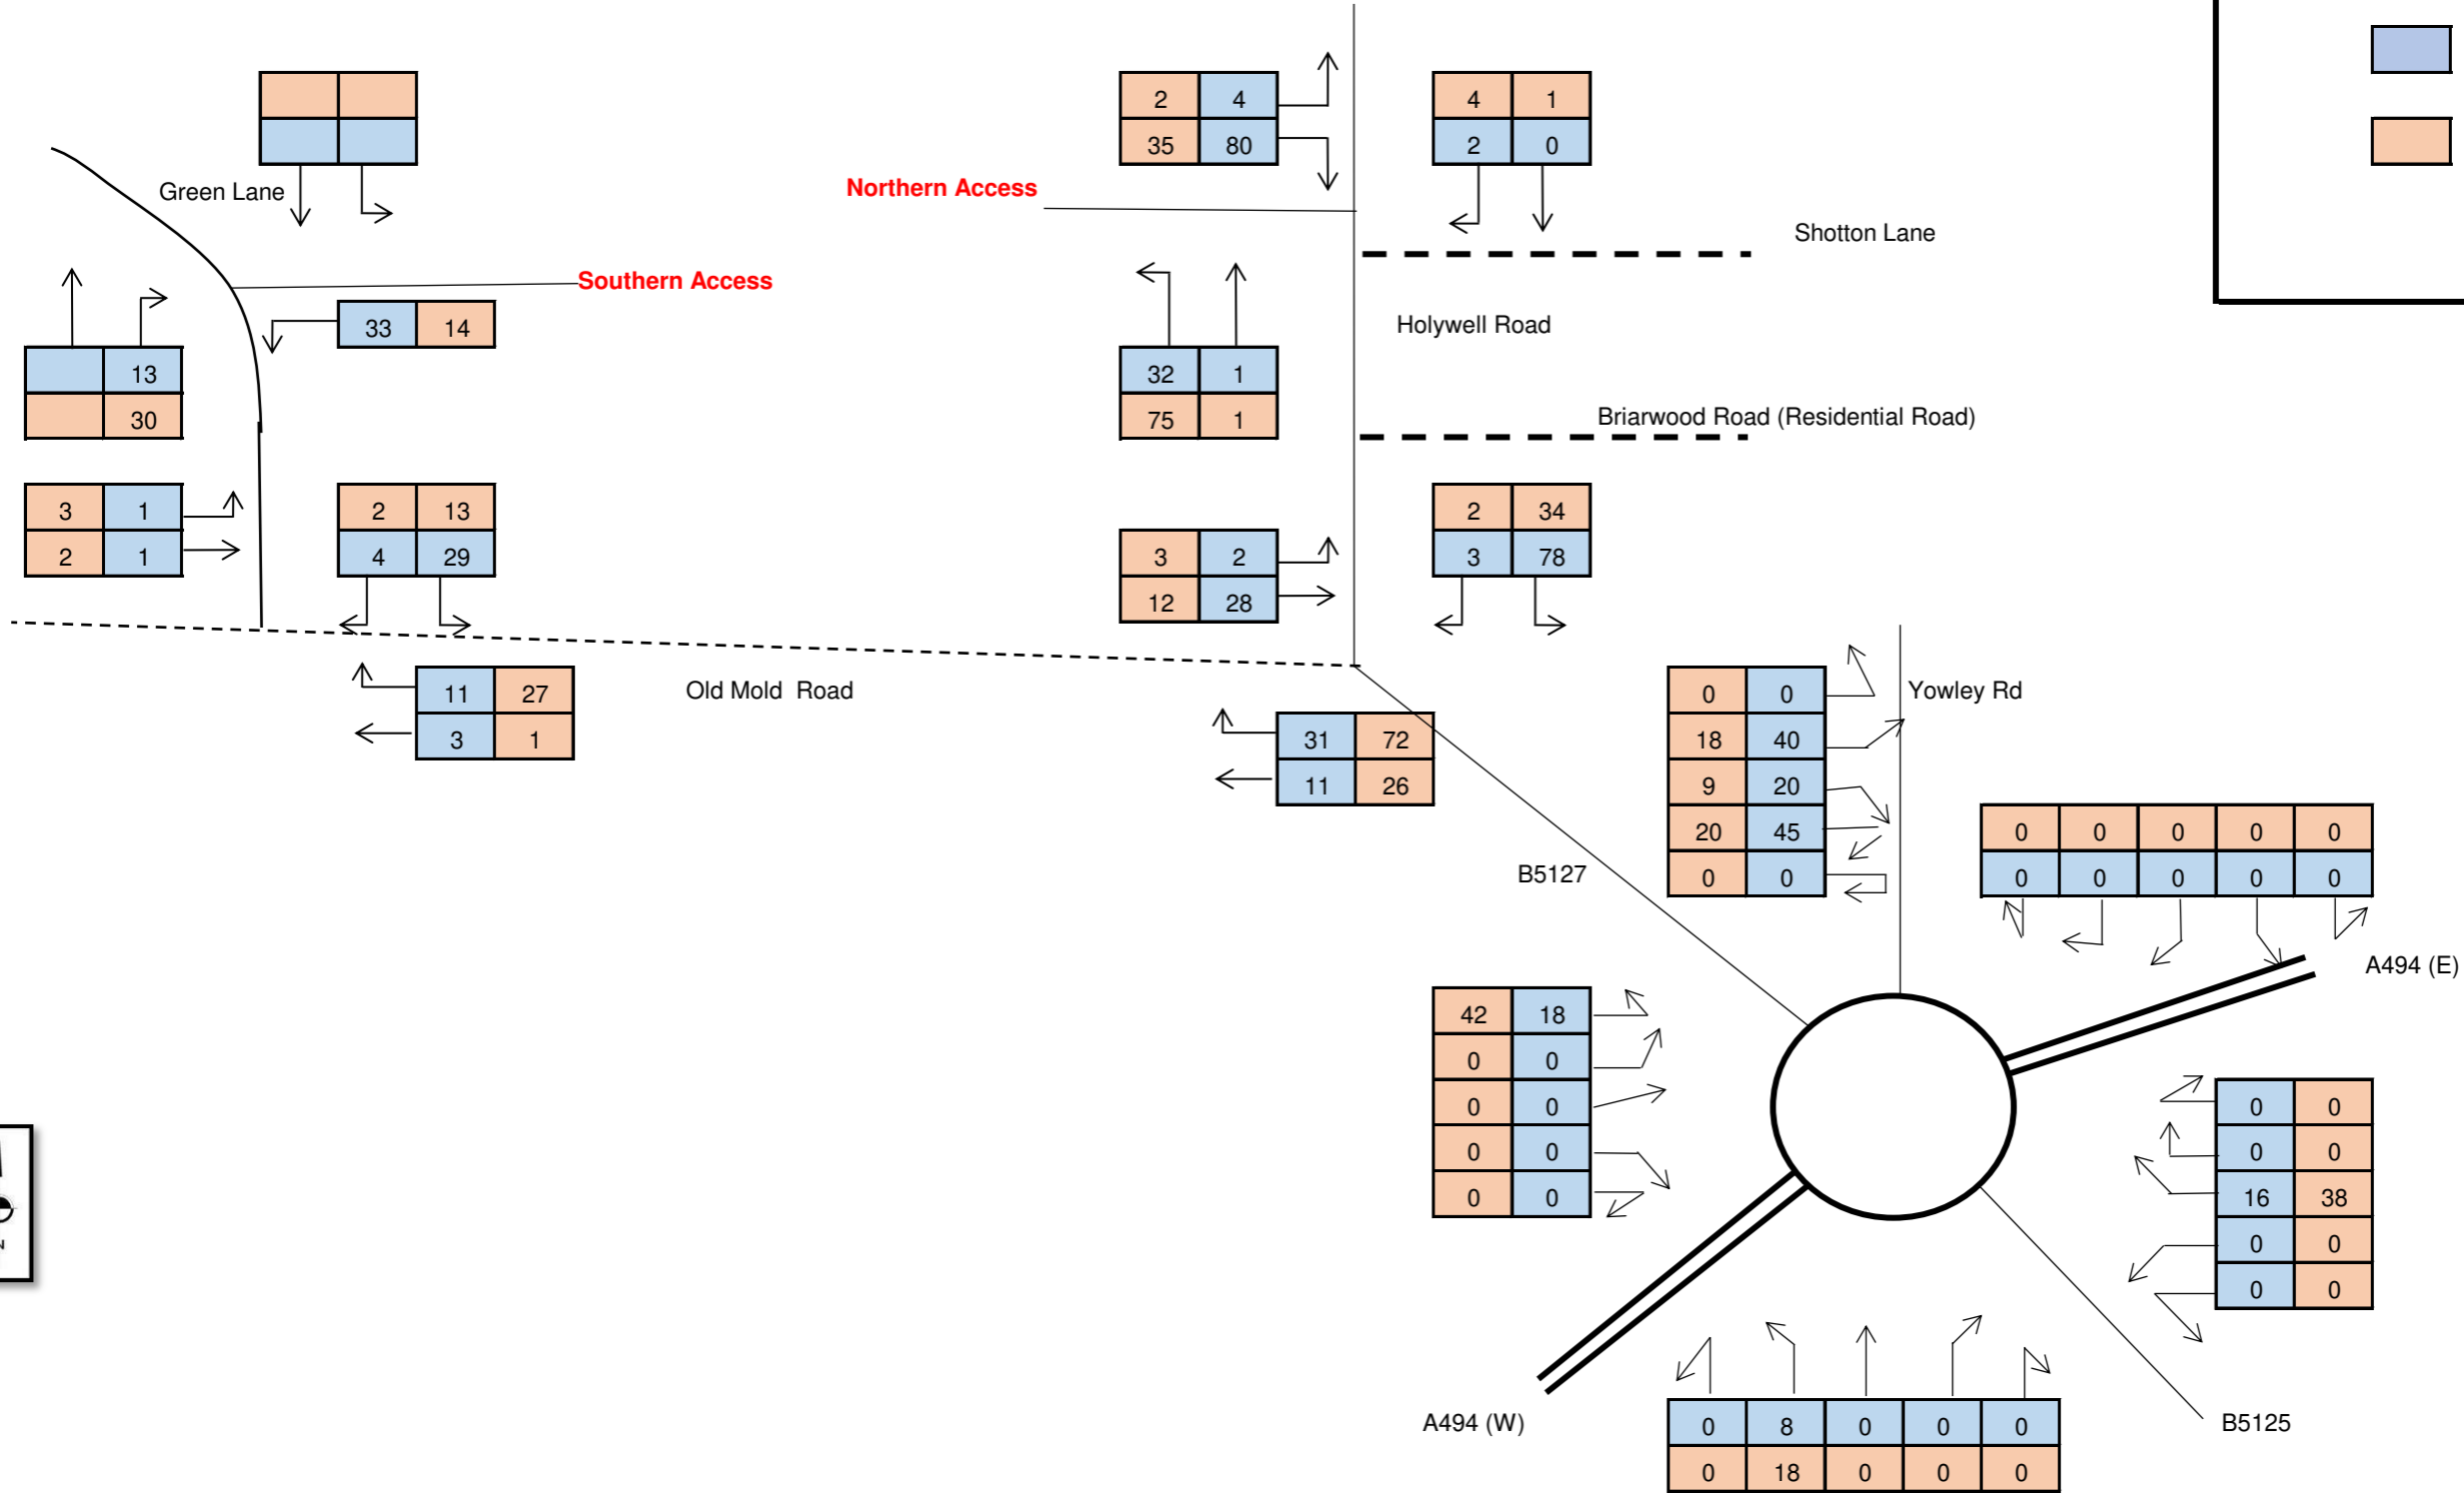 2 4
4 1
35 80
2 0
Green Lane
Northern Access
Shotton Lane
Southern Access
33 14
Holywell Road
13
32 1
30
75 1
Briarwood Road (Residential Road)
3 1
2 13
2 34
2 1
4 29
3 2
3 78
12 28
11 27
Old Mold Road
0 0
Yowley Rd
3 1
31 72
18 40
11 26
9 20
20 45
0 0 0 0 0
B5127
0 0
0 0 0 0 0
A494 (E)
42 18
0 0
0 0
0 0
0 0
0 0
0 0
16 38
0 0
0 0
N
A494 (W)
0 8 0 0 0
B5125
0 18 0 0 0